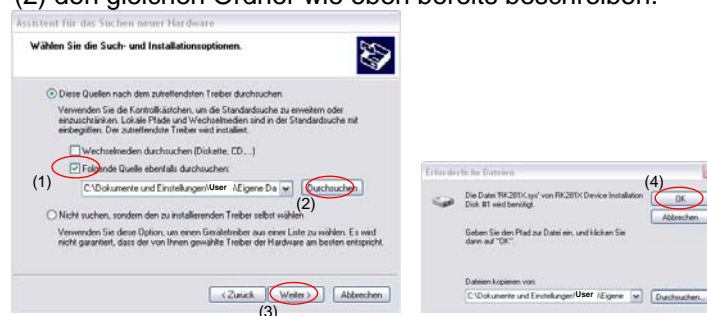 (2) den gleichen Ordner wie eben bereits beschreiben.
Assistent für das Suchen neuer Hardware
Wählen Sie die Such- und Installationsoptionen.
Diese Quellen nach dem zutreffendsten Treiber durchsuchen
Verwenden Sie die Kontrollkästchen, um die Standardsuche zu erweitern oder
einzuschränken. Lokale Pfade und Wechselmedien sind in der Standardsuche mit
einbegriffen. Der zutreffendste Treiber wird installiert.
Wechselmedien durchsuchen (Diskette, CD,...)
(1)
Folgende Quelle ebenfalls durchsuchen:
C:\Dokumente und Einstellungen\User \Eigene Da
Durchsuchen
(2)
Nicht suchen, sondern den zu installierenden Treiber selbst wählen
Verwenden Sie diese Option, um einen Gerätetreiber aus einer Liste zu wählen. Es wird
nicht garantiert, dass der von Ihnen gewählte Treiber der Hardware am besten entspricht.
< Zurück
Weiter >
Abbrechen
(3)
Erforderliche Dateien
(4)
Die Datei 'RK281X.sys' von RK281X Device Installation
Disk #1 wird benötigt.
OK
Abbrechen
Geben Sie den Pfad zur Datei ein, und klicken Sie
dann auf "OK".
Dateien kopieren von:
C:\Dokumente und Einstellungen\User \Eigene
Durchsuchen...